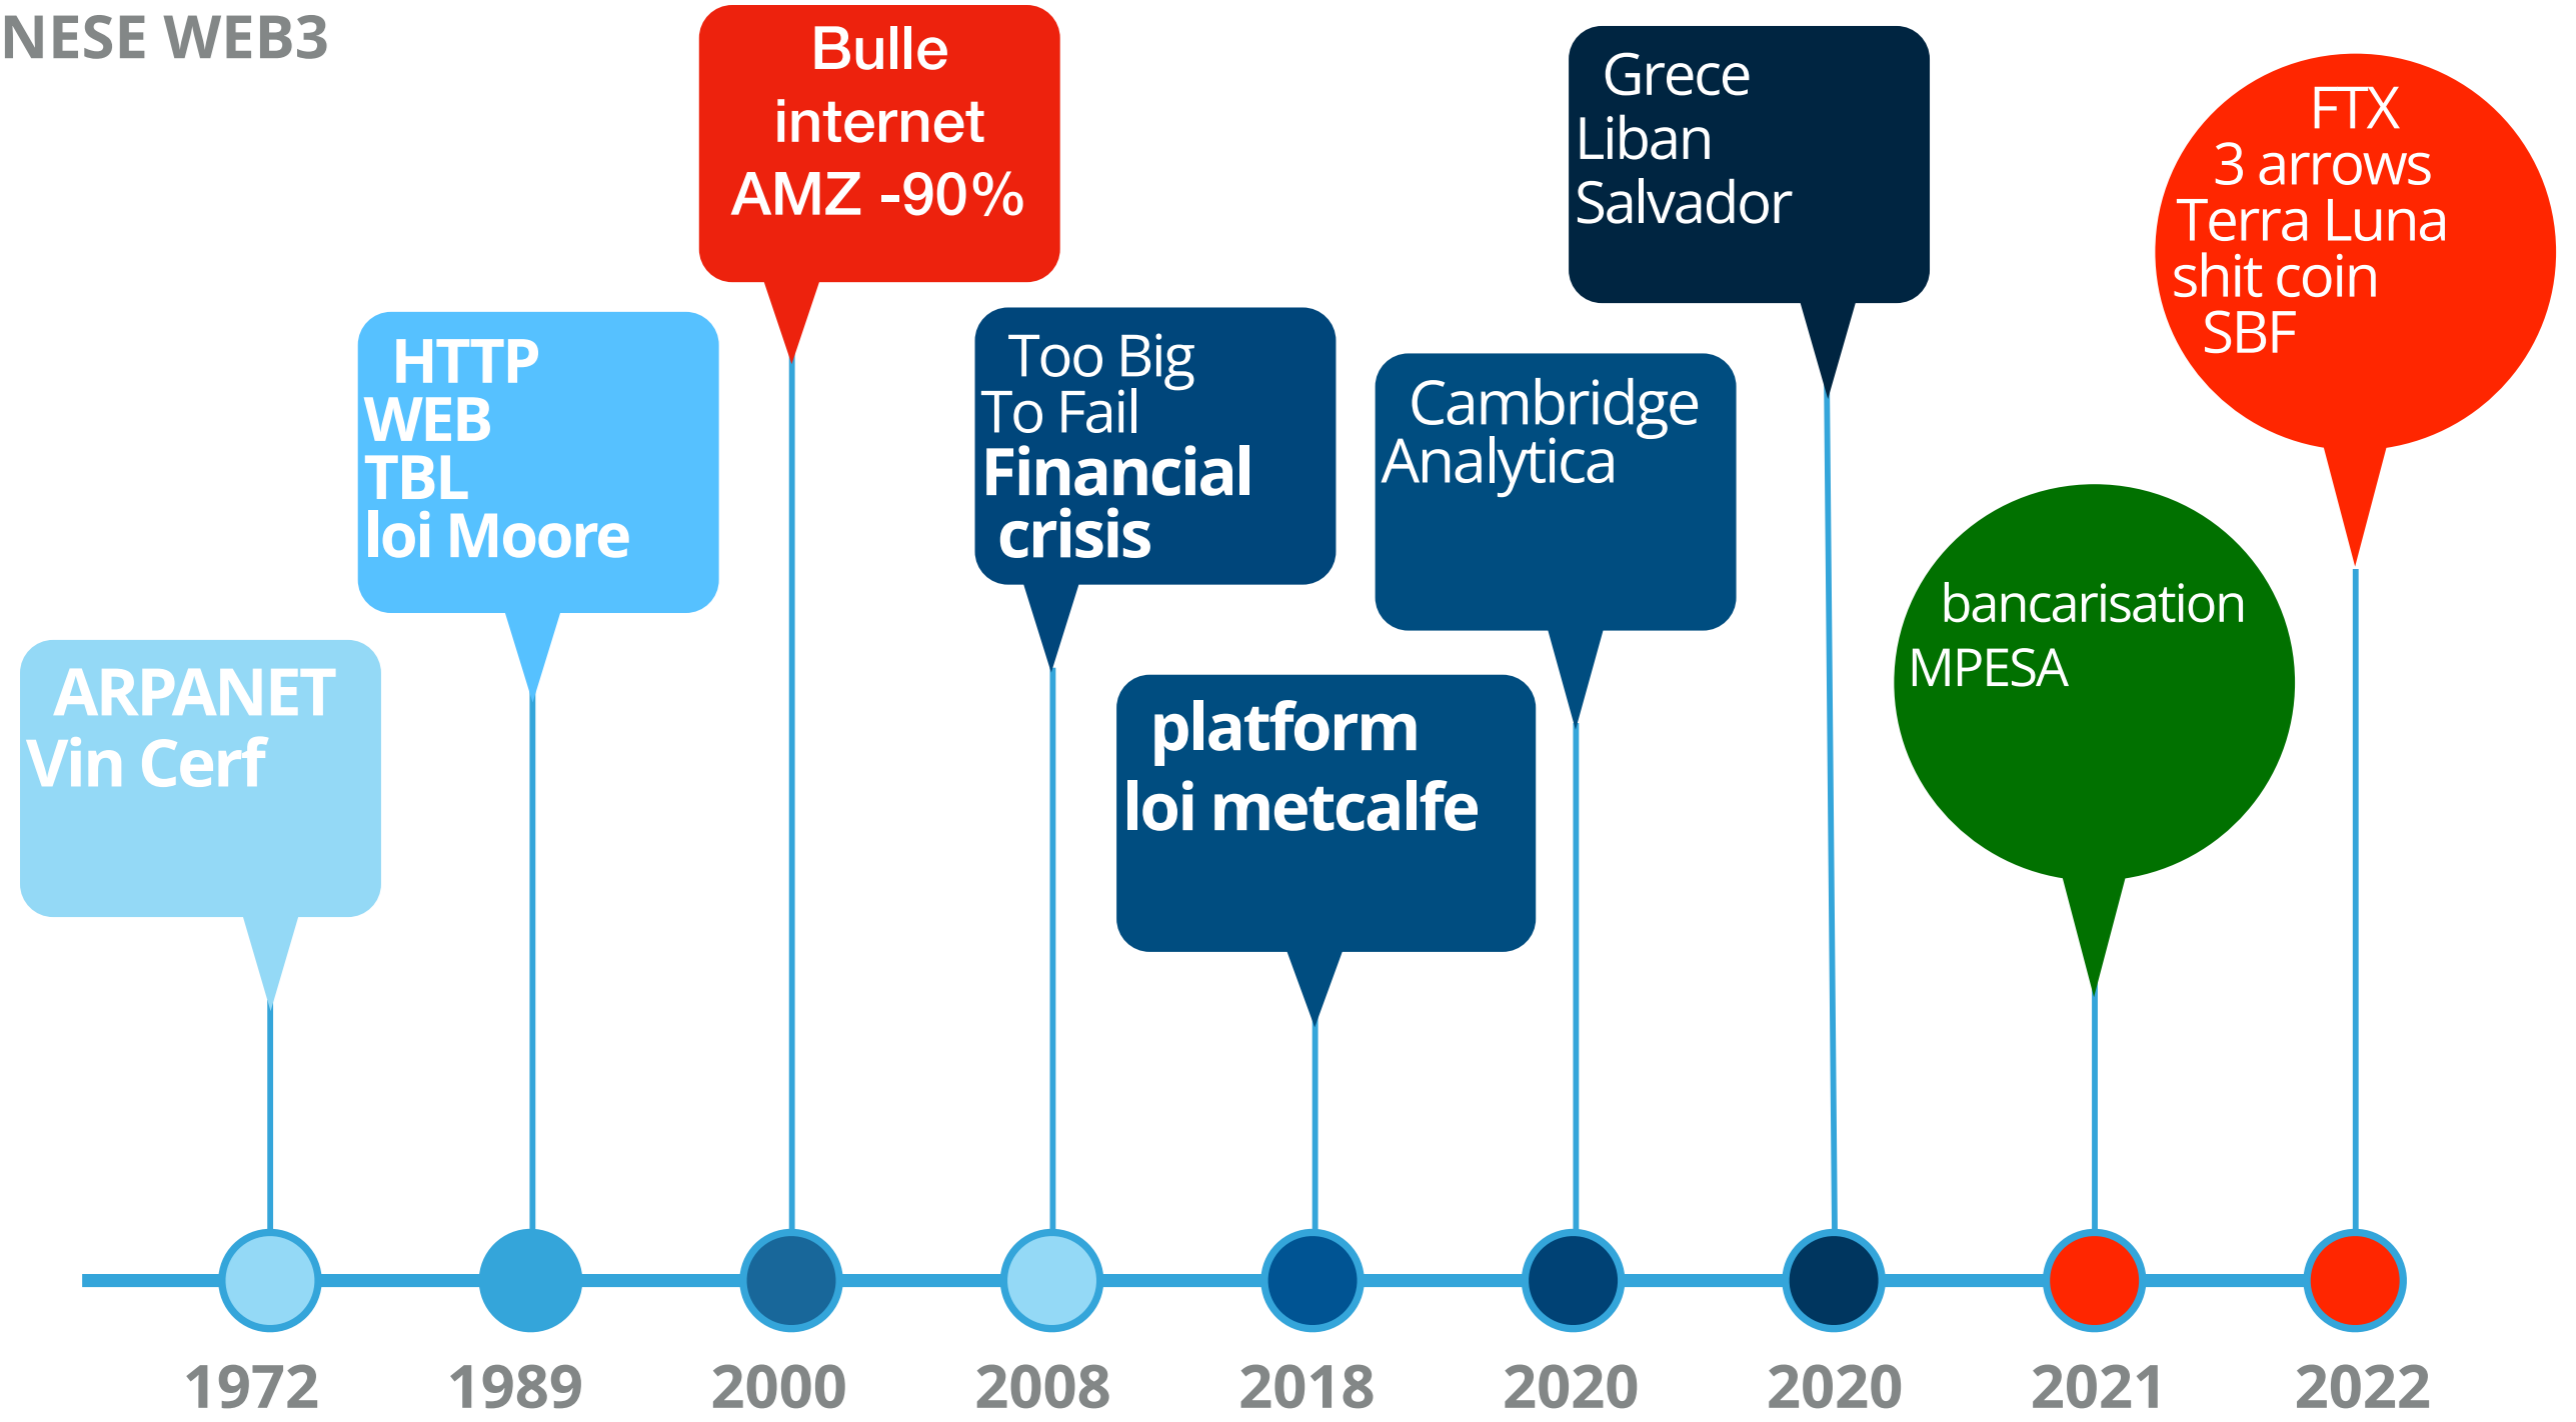 NESE WEB3
ARPANET
Vin Cerf
HTTP
WEB
TBL
loi Moore
Bulle
internet
AMZ -90%
Too Big
To Fail
Financial
crisis
platform
loi metcalfe
Cambridge
Analytica
Grece
Liban
Salvador
bancarisation
MPESA
FTX
3 arrows
Terra Luna
shit coin
SBF
1972 1989 2000 2008 2018 2020 2020 2021 2022